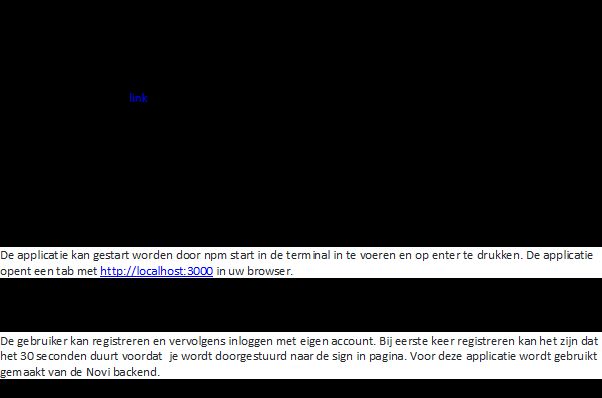 link
De applicatie kan gestart worden door npm start in de terminal in te voeren en op enter te drukken. De applicatie
opent een tab met http://localhost:3000 in uw browser.
De gebruiker kan registreren en vervolgens inloggen met eigen account. Bij eerste keer registreren kan het zijn dat
het 30 seconden duurt voordat  je wordt doorgestuurd naar de sign in pagina. Voor deze applicatie wordt gebruikt
gemaakt van de Novi backend.